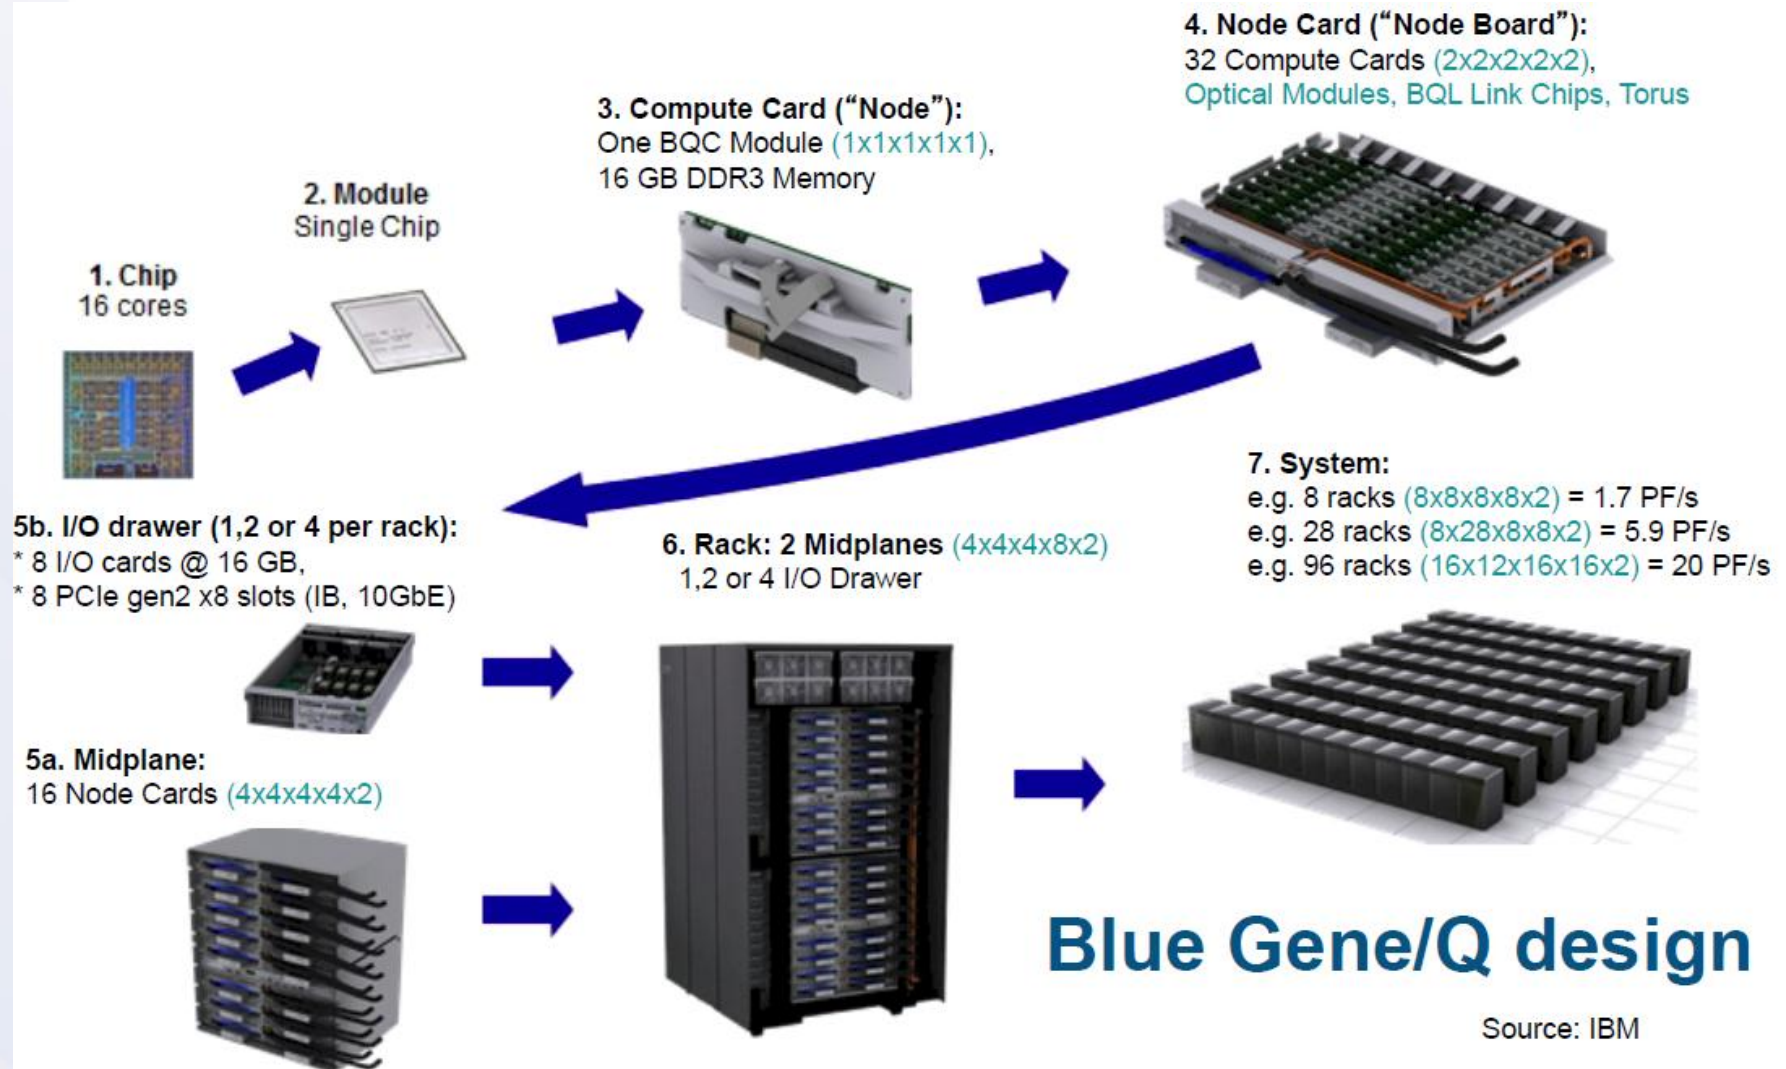 1. Chip
16 cores
2. Module
Single Chip
3. Compute Card (“Node”):
One BQC Module (1x1x1x1x1),
16 GB DDR3 Memory
4. Node Card (“Node Board”):
32 Compute Cards (2x2x2x2x2),
Optical Modules, BQL Link Chips, Torus
5b. I/O drawer (1,2 or 4 per rack):
* 8 I/O cards @ 16 GB,
* 8 PCIe gen2 x8 slots (IB, 10GbE)
5a. Midplane:
16 Node Cards (4x4x4x4x2)
6. Rack: 2 Midplanes (4x4x4x8x2)
1,2 or 4 I/O Drawer
7. System:
e.g. 8 racks (8x8x8x8x2) = 1.7 PF/s
e.g. 28 racks (8x28x8x8x2) = 5.9 PF/s
e.g. 96 racks (16x12x16x16x2) = 20 PF/s
Blue Gene/Q design
Source: IBM